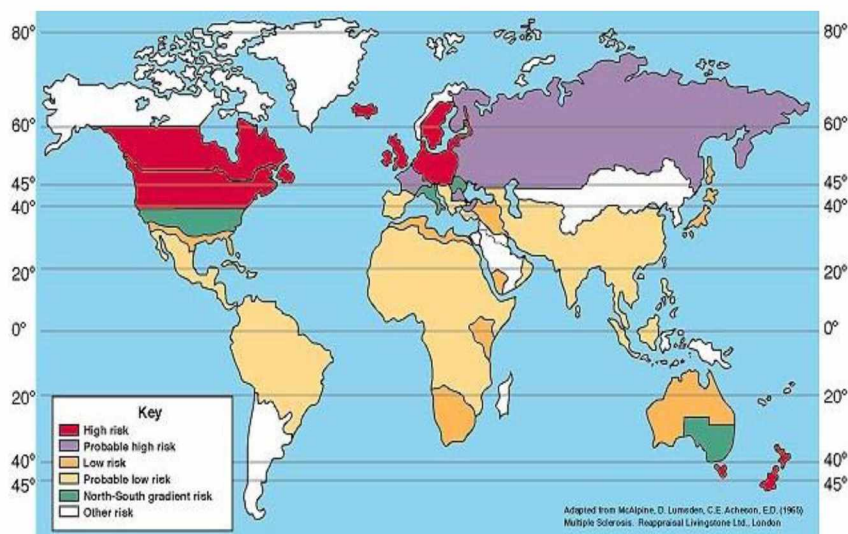 80° 80°
60° 60°
45° 45°
40° 40°
20° 20°
0° 0°
20° 20°
40° 40°
45° 45°
Key
High risk
Probable high risk
Low risk
Probable low risk
North-South gradient risk
Other risk
Adapted from McAlpine, D. Lumsden, C.E. Acheson, E.D. (1965)
Multiple Sclerosis. Reappraisal Livingstone Ltd., London